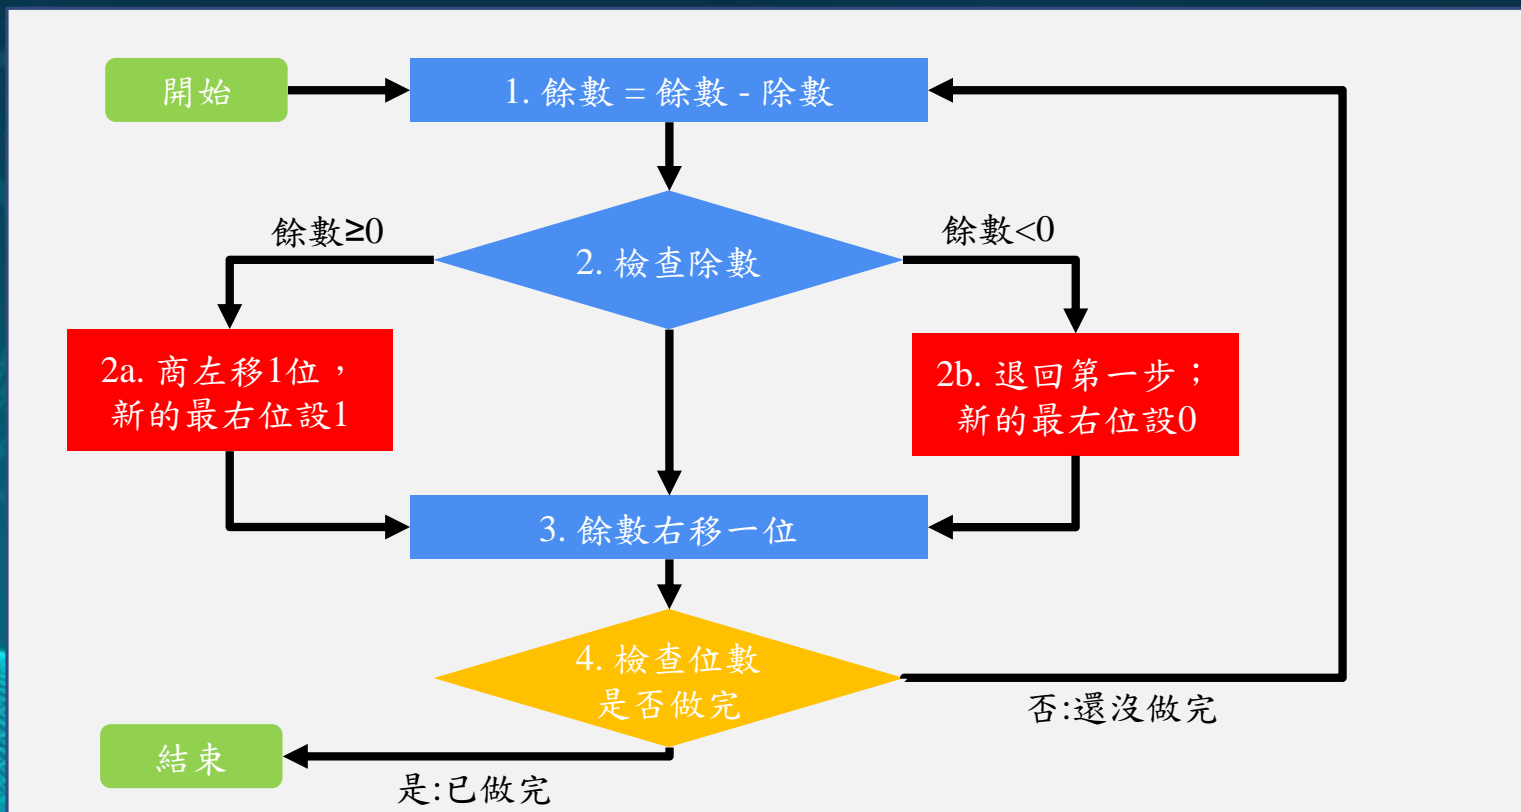 開始
1. 餘數 = 餘數 - 除數
餘數≥0
餘數<0
2. 檢查除數
2a. 商左移1位，
新的最右位設1
2b. 退回第一步；
新的最右位設0
3. 餘數右移一位
4. 檢查位數
是否做完
否:還沒做完
結束
是:已做完